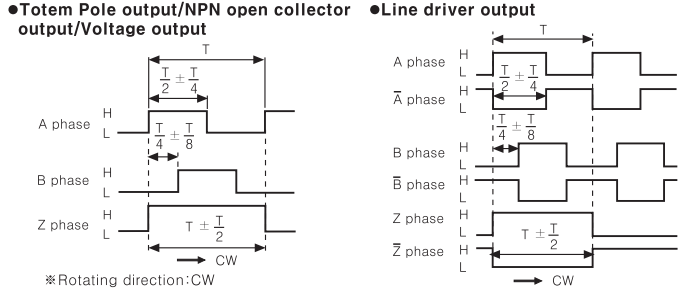 ●Totem Pole output/NPN open collector
output/Voltage output
T
T/2 ± T/4
A phase H L
T/4 ± T/8
B phase H L
Z phase H L
T ± T/2
CW
※Rotating direction:CW
●Line driver output
T
A phase H L
T/2 ± T/4
A̅ phase H L
T/4 ± T/8
B phase H L
B̅ phase H L
Z phase H L
T ± T/2
Z̅ phase H L
CW